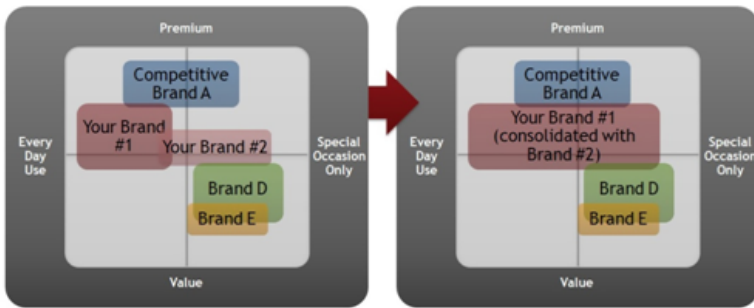 Premium
Competitive
Brand A
Your Brand
#1
Your Brand #2
Every
Day
Use
Special
Occasion
Only
Brand D
Brand E
Value
Premium
Competitive
Brand A
Your Brand #1
(consolidated with
Brand #2)
Every
Day
Use
Special
Occasion
Only
Brand D
Brand E
Value